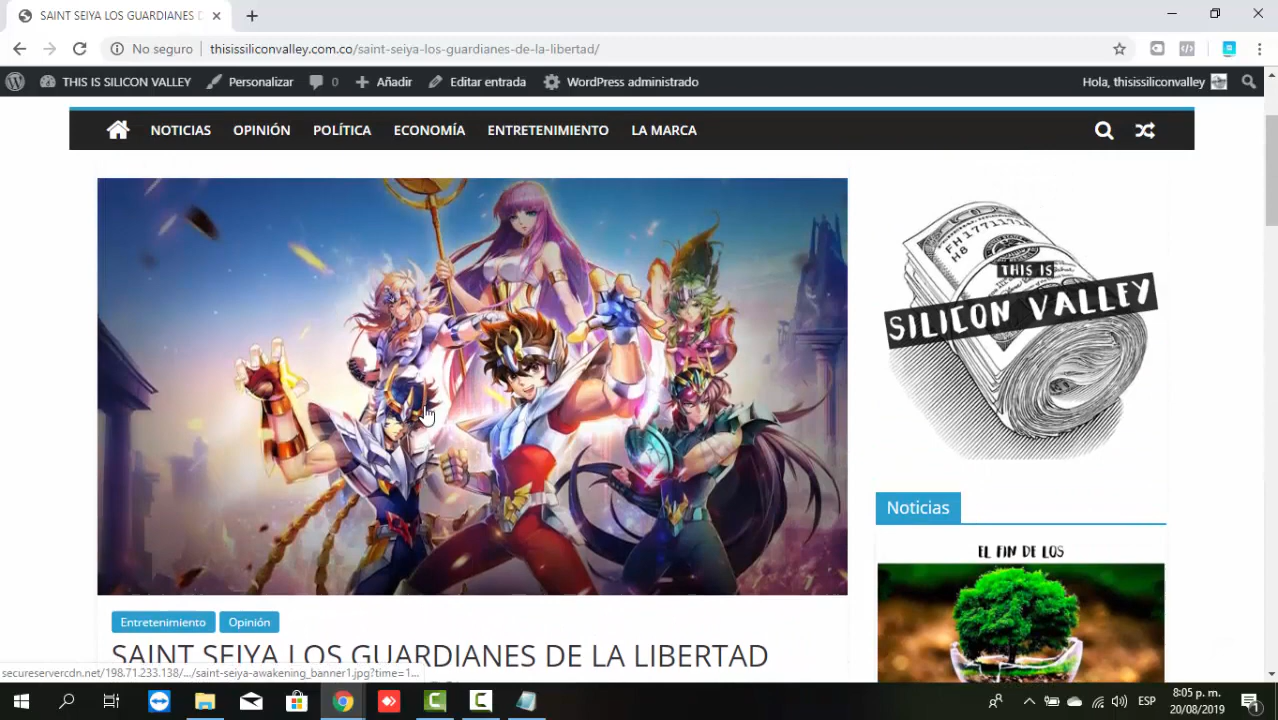 SAINT SEIYA LOS GUARDIANES D
No seguro
thisissiliconvalley.com.co/saint-seiya-los-guardianes-de-la-libertad/
THIS IS SILICON VALLEY Personalizar 0 Añadir Editar entrada WordPress administrado Hola, thisissiliconvalley
NOTICIAS OPINIÓN POLÍTICA ECONOMÍA ENTRETENIMIENTO LA MARCA
FH17711
H8
THIS IS
SILICON VALLEY
Noticias
EL FIN DE LOS
Entretenimiento Opinión
SAINT SEIYA LOS GUARDIANES DE LA LIBERTAD
secureservercdn.net/198.71.233.138/.../saint-seiya-awakening_banner1.jpg?time=1...
ESP
8:05 p. m.
20/08/2019
1